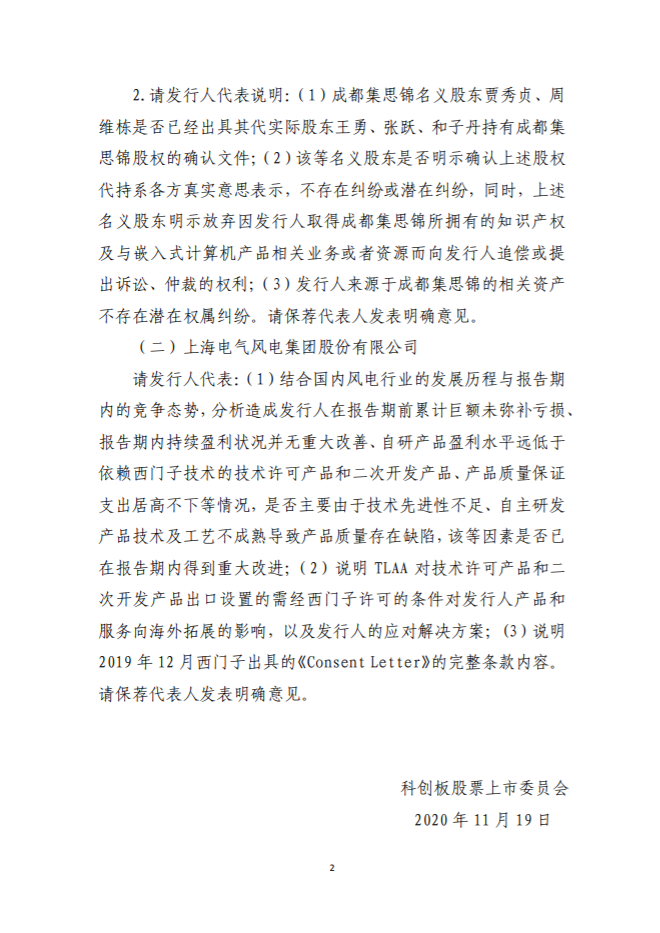 2.请发行人代表说明：（1）成都集思锦名义股东贾秀贞、周
维栋是否已经出具其代实际股东王勇、张跃、和子丹持有成都集
思锦股权的确认文件；（2）该等名义股东是否明示确认上述股权
代持系各方真实意思表示，不存在纠纷或潜在纠纷，同时，上述
名义股东明示放弃因发行人取得成都集思锦所拥有的知识产权
及与嵌入式计算机产品相关业务或者资源而向发行人追偿或提
出诉讼、仲裁的权利；（3）发行人来源于成都集思锦的相关资产
不存在潜在权属纠纷。请保荐代表人发表明确意见。
（二）上海电气风电集团股份有限公司
请发行人代表：（1）结合国内风电行业的发展历程与报告期
内的竞争态势，分析造成发行人在报告期前累计巨额未弥补亏损、
报告期内持续盈利状况并无重大改善、自研产品盈利水平远低于
依赖西门子技术的技术许可产品和二次开发产品、产品质量保证
支出居高不下等情况，是否主要由于技术先进性不足、自主研发
产品技术及工艺不成熟导致产品质量存在缺陷，该等因素是否已
在报告期内得到重大改进；（2）说明 TLAA 对技术许可产品和二
次开发产品出口设置的需经西门子许可的条件对发行人产品和
服务向海外拓展的影响，以及发行人的应对解决方案；（3）说明
2019 年 12 月西门子出具的《Consent Letter》的完整条款内容。
请保荐代表人发表明确意见。
科创板股票上市委员会
2020 年 11 月 19 日
2